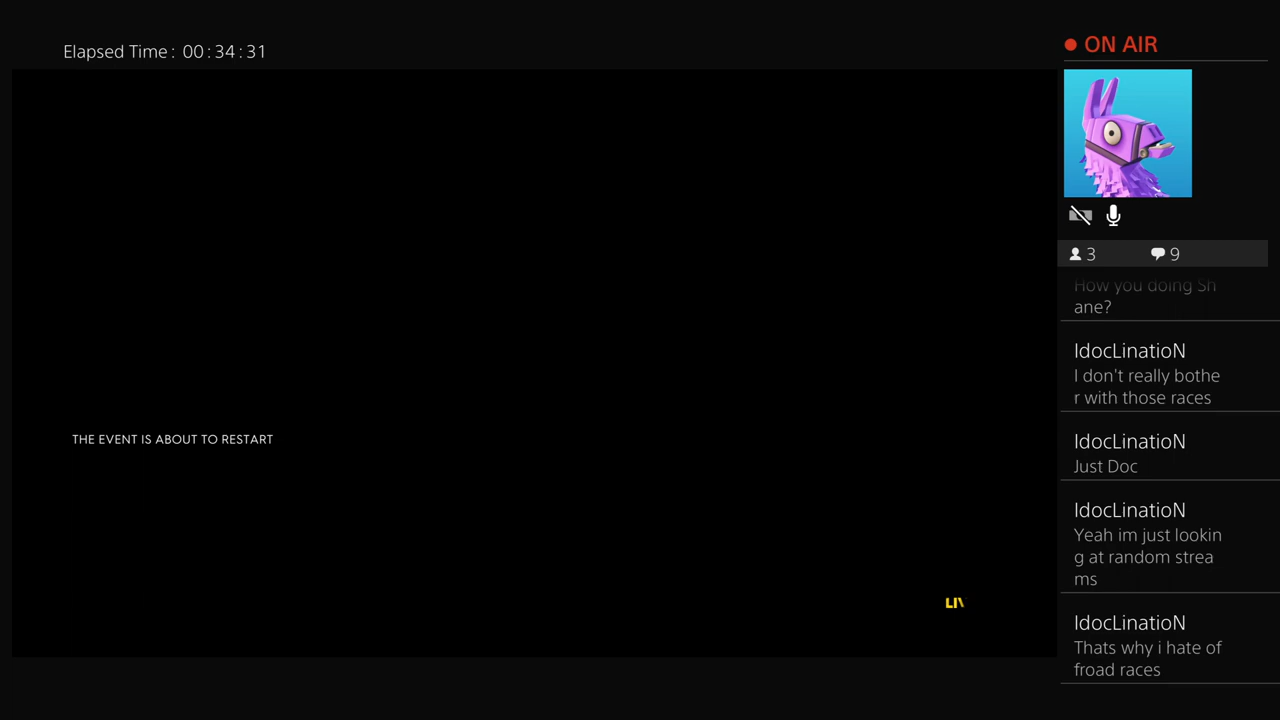 Elapsed Time: 00:34:31
ON AIR
3 9
How you doing Sh
ane?
IdocLinatioN
I don't really bothe
r with those races
IdocLinatioN
Just Doc
IdocLinatioN
Yeah im just lookin
g at random strea
ms
IdocLinatioN
Thats why i hate of
froad races
THE EVENT IS ABOUT TO RESTART